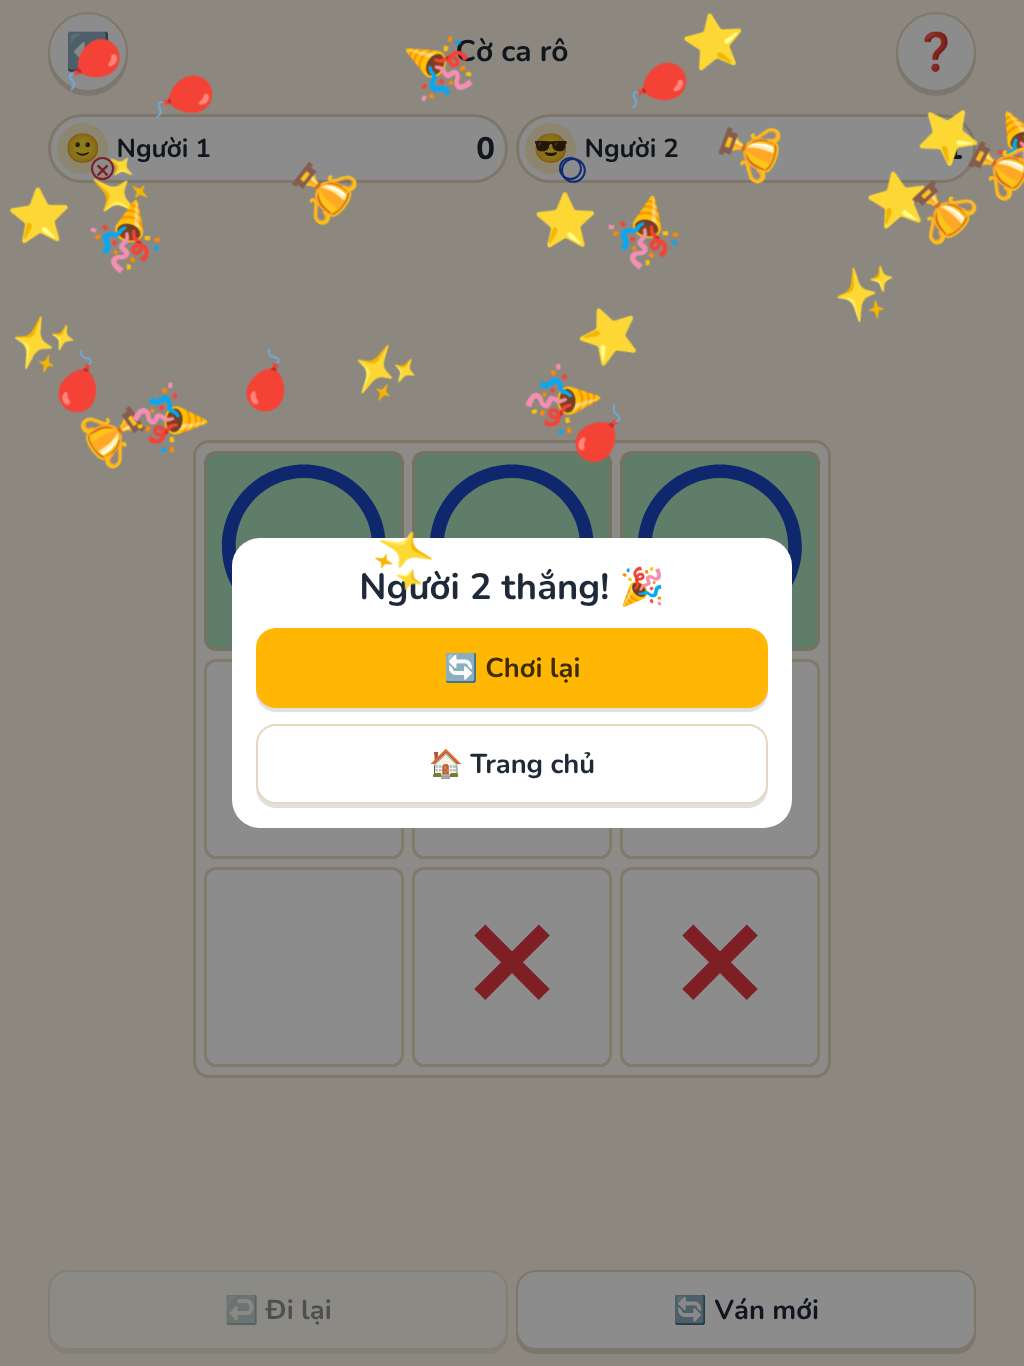 Cờ ca rô
Người 1
0
Người 2
Người 2 thắng!
Chơi lại
Trang chủ
Đi lại
Ván mới